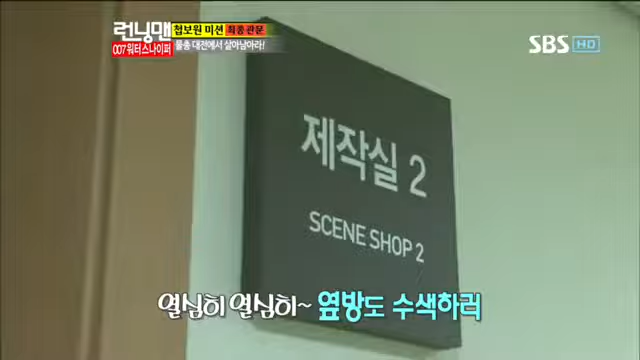 런닝맨
007 워터 스나이퍼
첩보원 미션 최종 관문
물총 대전에서 살아남아라!
SBS HD
제작실 2
SCENE SHOP 2
열심히 열심히~ 옆방도 수색하러